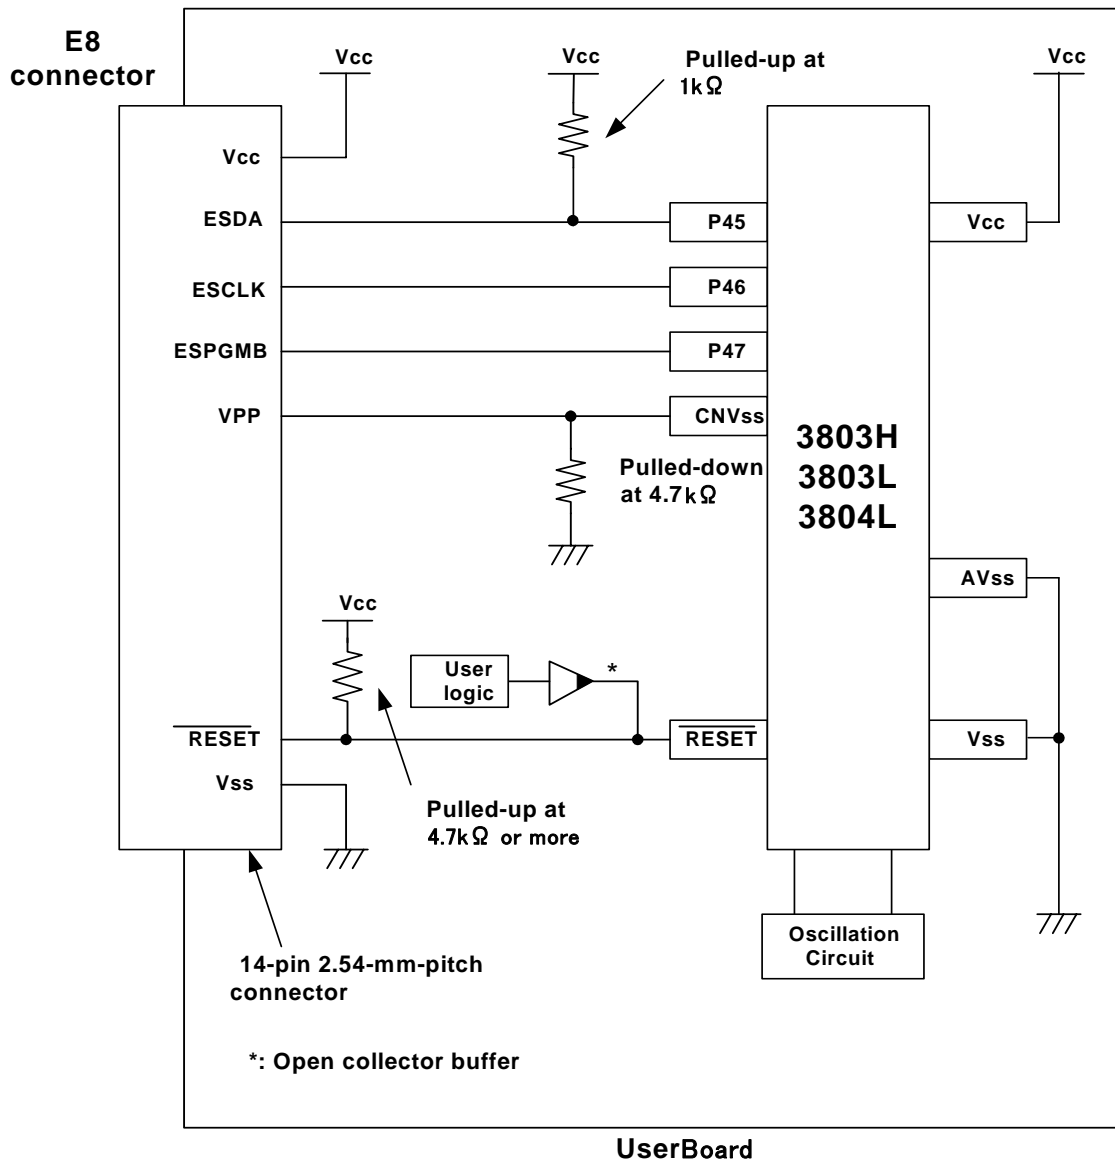 E8
connector
Vcc
Vcc
Pulled-up at
1kΩ
Vcc
Vcc
ESDA
P45
Vcc
ESCLK
P46
ESPGMB
P47
VPP
CNVss
3803H
3803L
3804L
Pulled-down
at 4.7kΩ
AVss
Vcc
User
logic
*
RESET
RESET
Vss
Vss
Pulled-up at
4.7kΩ or more
Oscillation
Circuit
14-pin 2.54-mm-pitch
connector
*: Open collector buffer
UserBoard